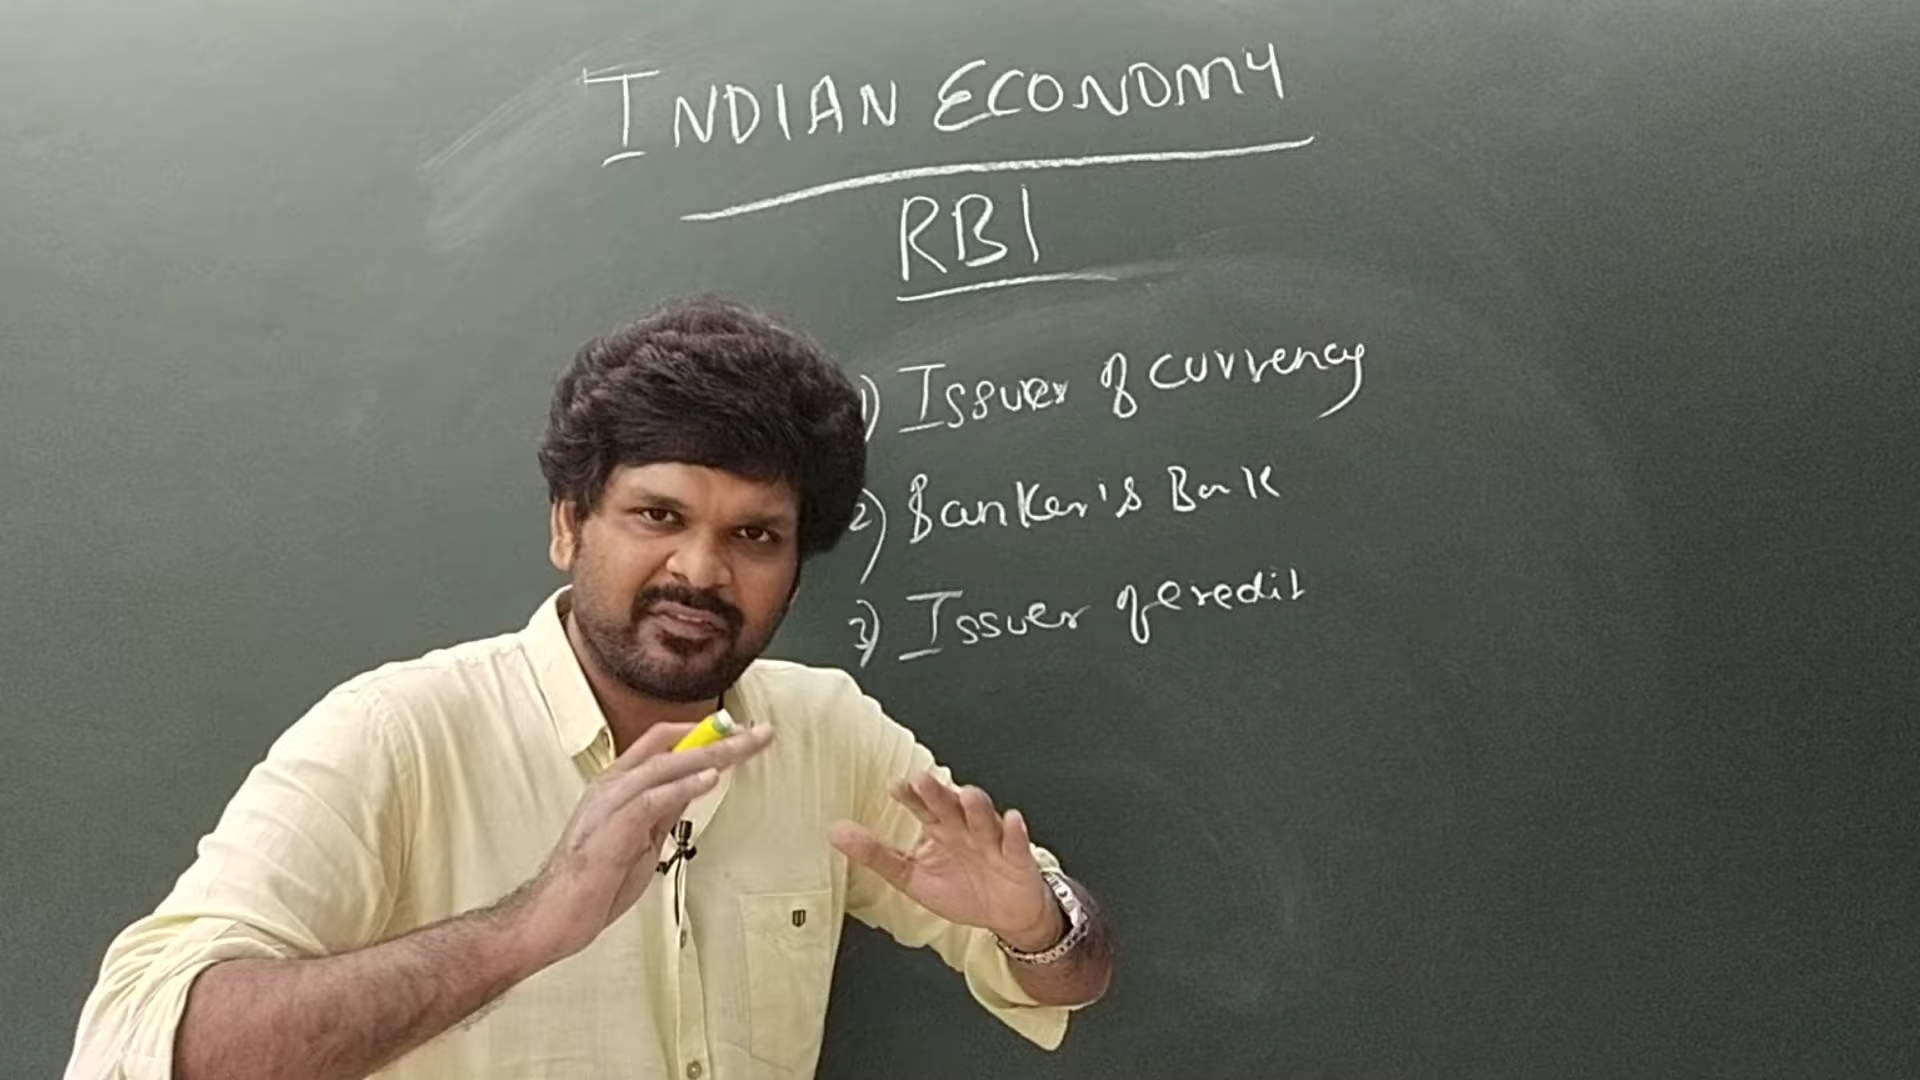 INDIAN ECONOMY
RBI
1) Issuer of currency
2) Banker's Bank
3) Issuer of credit